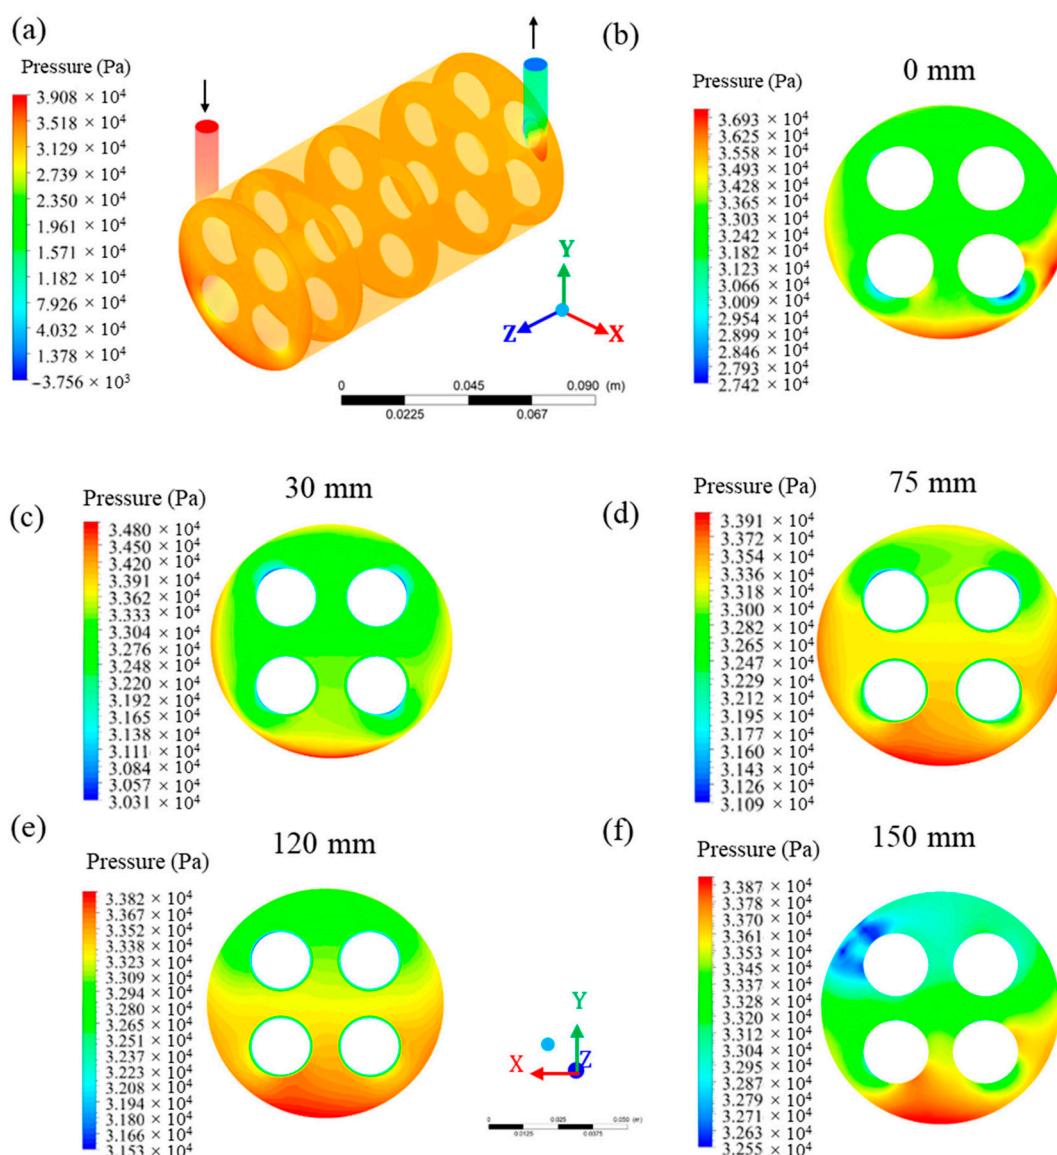 (a)
Pressure (Pa)
3.908 × 10⁴
3.518 × 10⁴
3.129 × 10⁴
2.739 × 10⁴
2.350 × 10⁴
1.961 × 10⁴
1.571 × 10⁴
1.182 × 10⁴
7.926 × 10⁴
4.032 × 10⁴
1.378 × 10⁴
−3.756 × 10³
Y
Z
X
0
0.045
0.090
(m)
0.0225
0.067
(b)
0 mm
Pressure (Pa)
3.693 × 10⁴
3.625 × 10⁴
3.558 × 10⁴
3.493 × 10⁴
3.428 × 10⁴
3.365 × 10⁴
3.303 × 10⁴
3.242 × 10⁴
3.182 × 10⁴
3.123 × 10⁴
3.066 × 10⁴
3.009 × 10⁴
2.954 × 10⁴
2.899 × 10⁴
2.846 × 10⁴
2.793 × 10⁴
2.742 × 10⁴
(c)
30 mm
Pressure (Pa)
3.480 × 10⁴
3.450 × 10⁴
3.420 × 10⁴
3.391 × 10⁴
3.362 × 10⁴
3.333 × 10⁴
3.304 × 10⁴
3.276 × 10⁴
3.248 × 10⁴
3.220 × 10⁴
3.192 × 10⁴
3.165 × 10⁴
3.138 × 10⁴
3.111 × 10⁴
3.084 × 10⁴
3.057 × 10⁴
3.031 × 10⁴
(d)
75 mm
Pressure (Pa)
3.391 × 10⁴
3.372 × 10⁴
3.354 × 10⁴
3.336 × 10⁴
3.318 × 10⁴
3.300 × 10⁴
3.282 × 10⁴
3.265 × 10⁴
3.247 × 10⁴
3.229 × 10⁴
3.212 × 10⁴
3.195 × 10⁴
3.177 × 10⁴
3.160 × 10⁴
3.143 × 10⁴
3.126 × 10⁴
3.109 × 10⁴
(e)
120 mm
Pressure (Pa)
3.382 × 10⁴
3.367 × 10⁴
3.352 × 10⁴
3.338 × 10⁴
3.323 × 10⁴
3.309 × 10⁴
3.294 × 10⁴
3.280 × 10⁴
3.265 × 10⁴
3.251 × 10⁴
3.237 × 10⁴
3.223 × 10⁴
3.208 × 10⁴
3.194 × 10⁴
3.180 × 10⁴
3.166 × 10⁴
3.153 × 10⁴
Y
X
Z
0
0.025
0.050
(m)
0.0125
0.0375
(f)
150 mm
Pressure (Pa)
3.387 × 10⁴
3.378 × 10⁴
3.370 × 10⁴
3.361 × 10⁴
3.353 × 10⁴
3.345 × 10⁴
3.337 × 10⁴
3.328 × 10⁴
3.320 × 10⁴
3.312 × 10⁴
3.304 × 10⁴
3.295 × 10⁴
3.287 × 10⁴
3.279 × 10⁴
3.271 × 10⁴
3.263 × 10⁴
3.255 × 10⁴